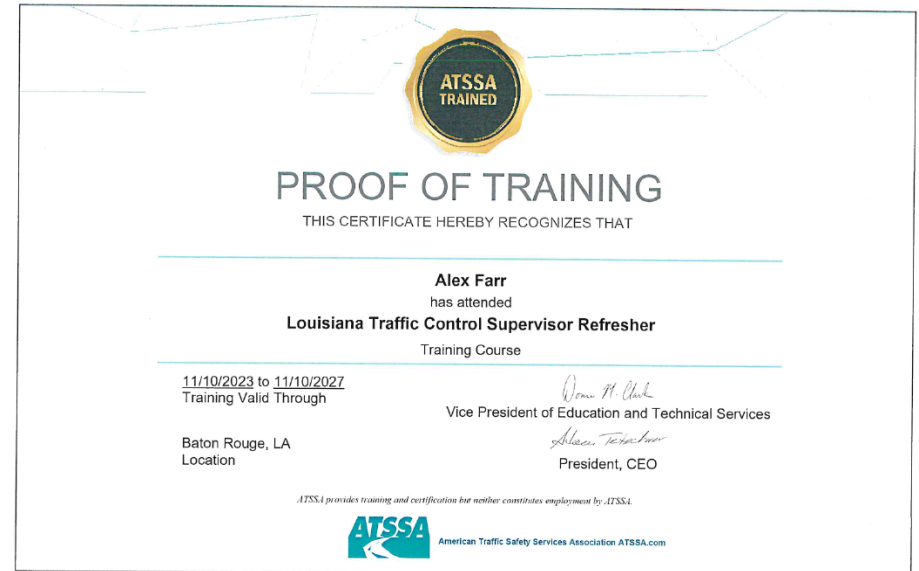 ATSSA
TRAINED
PROOF OF TRAINING
THIS CERTIFICATE HEREBY RECOGNIZES THAT
Alex Farr
has attended
Louisiana Traffic Control Supervisor Refresher
Training Course
11/10/2023 to 11/10/2027
Training Valid Through
Vice President of Education and Technical Services
Baton Rouge, LA
Location
President, CEO
ATSSA provides training and certification but neither constitutes employment by ATSSA.
ATSSA
American Traffic Safety Services Association ATSSA.com